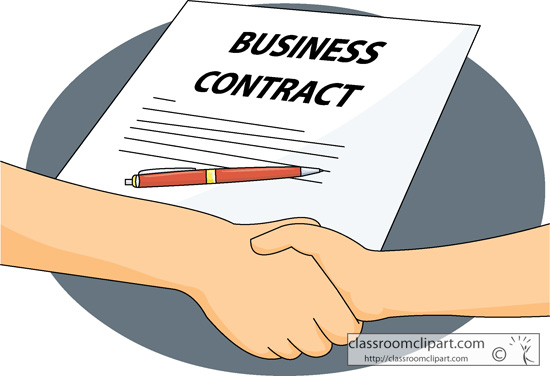 BUSINESS
CONTRACT
classroomclipart.com
http://classroomclipart.com
©